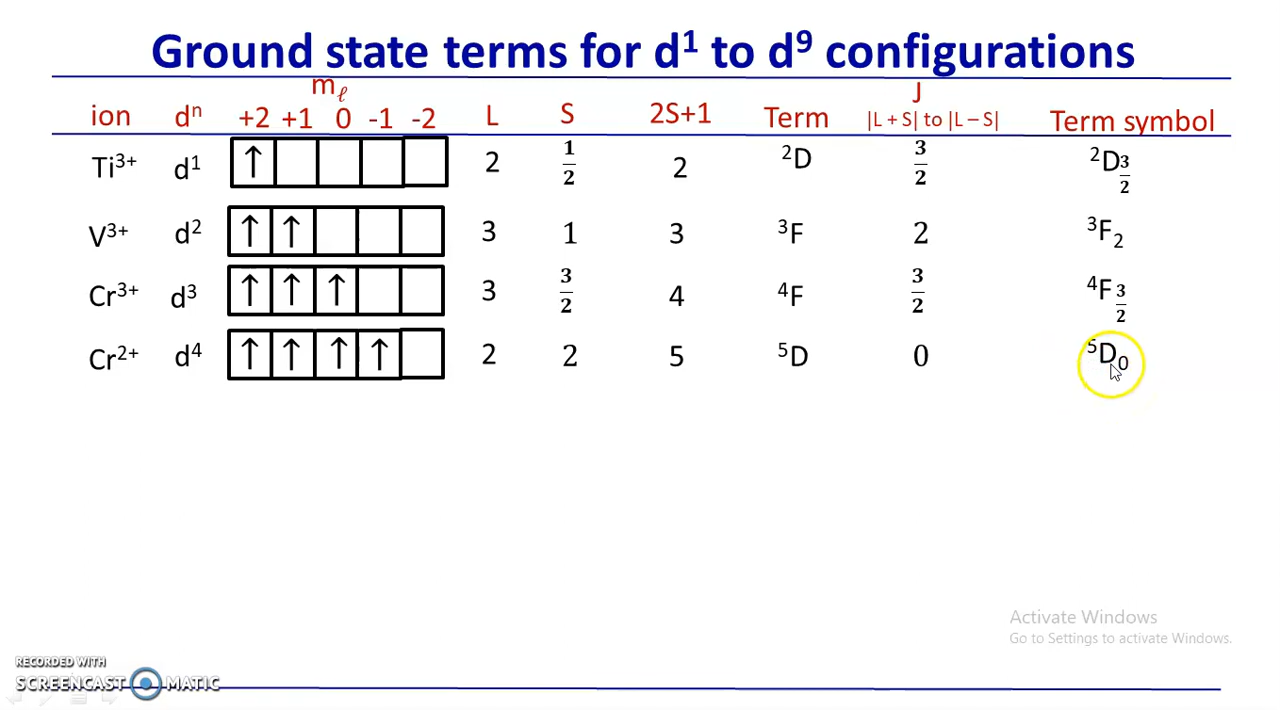 Ground state terms for d¹ to d⁹ configurations
ion dⁿ mℓ L S 2S+1 Term J Term symbol
+2 +1 0 -1 -2 |L + S| to |L – S|
Ti³⁺ d¹ ↑ 2 1/2 2 ²D 3/2 ²D3/2
V³⁺ d² ↑ ↑ 3 1 3 ³F 2 ³F₂
Cr³⁺ d³ ↑ ↑ ↑ 3 3/2 4 ⁴F 3/2 ⁴F3/2
Cr²⁺ d⁴ ↑ ↑ ↑ ↑ 2 2 5 ⁵D 0 ⁵D₀
Activate Windows
Go to Settings to activate Windows.
RECORDED WITH
SCREENCAST MATIC